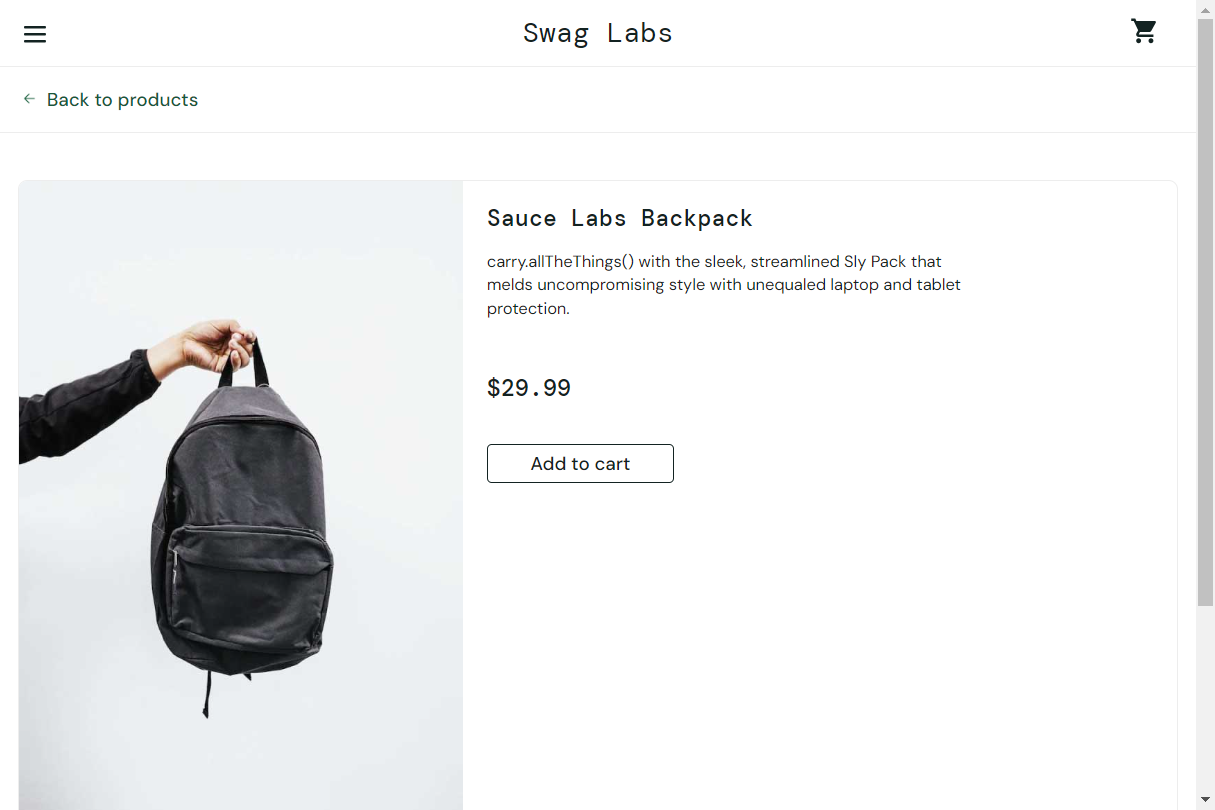 Swag Labs
Back to products
Sauce Labs Backpack
carry.allTheThings() with the sleek, streamlined Sly Pack that
melds uncompromising style with unequaled laptop and tablet
protection.
$29.99
Add to cart